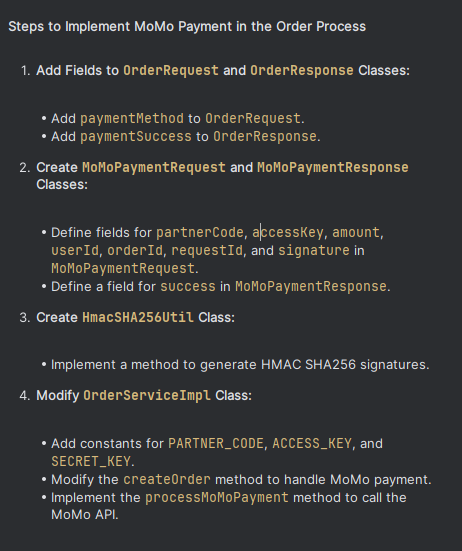 Steps to Implement MoMo Payment in the Order Process
1. Add Fields to OrderRequest and OrderResponse Classes:
• Add paymentMethod to OrderRequest.
• Add paymentSuccess to OrderResponse.
2. Create MoMoPaymentRequest and MoMoPaymentResponse
Classes:
• Define fields for partnerCode, accessKey, amount,
userId, orderId, requestId, and signature in
MoMoPaymentRequest.
• Define a field for success in MoMoPaymentResponse.
3. Create HmacSHA256Util Class:
• Implement a method to generate HMAC SHA256 signatures.
4. Modify OrderServiceImpl Class:
• Add constants for PARTNER_CODE, ACCESS_KEY, and
SECRET_KEY.
• Modify the createOrder method to handle MoMo payment.
• Implement the processMoMoPayment method to call the
MoMo API.